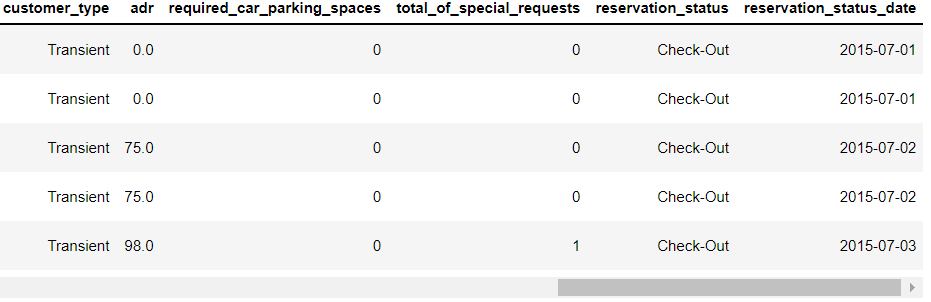 customer_type adr required_car_parking_spaces total_of_special_requests reservation_status reservation_status_date
Transient 0.0 0 0 Check-Out 2015-07-01
Transient 0.0 0 0 Check-Out 2015-07-01
Transient 75.0 0 0 Check-Out 2015-07-02
Transient 75.0 0 0 Check-Out 2015-07-02
Transient 98.0 0 1 Check-Out 2015-07-03